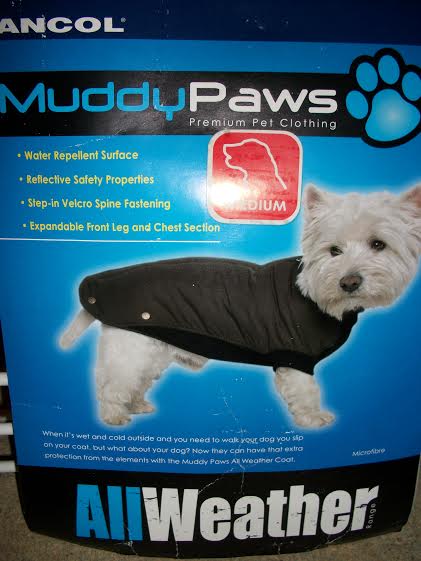 ANCOL®
MuddyPaws
Premium Pet Clothing
• Water Repellent Surface
• Reflective Safety Properties
• Step-in Velcro Spine Fastening
• Expandable Front Leg and Chest Section
MEDIUM
When it's wet and cold outside and you need to walk your dog you slip
on your coat, but what about your dog? Now they can have that extra
protection from the elements with the Muddy Paws All Weather Coat.
Microfibre
AllWeather
Range